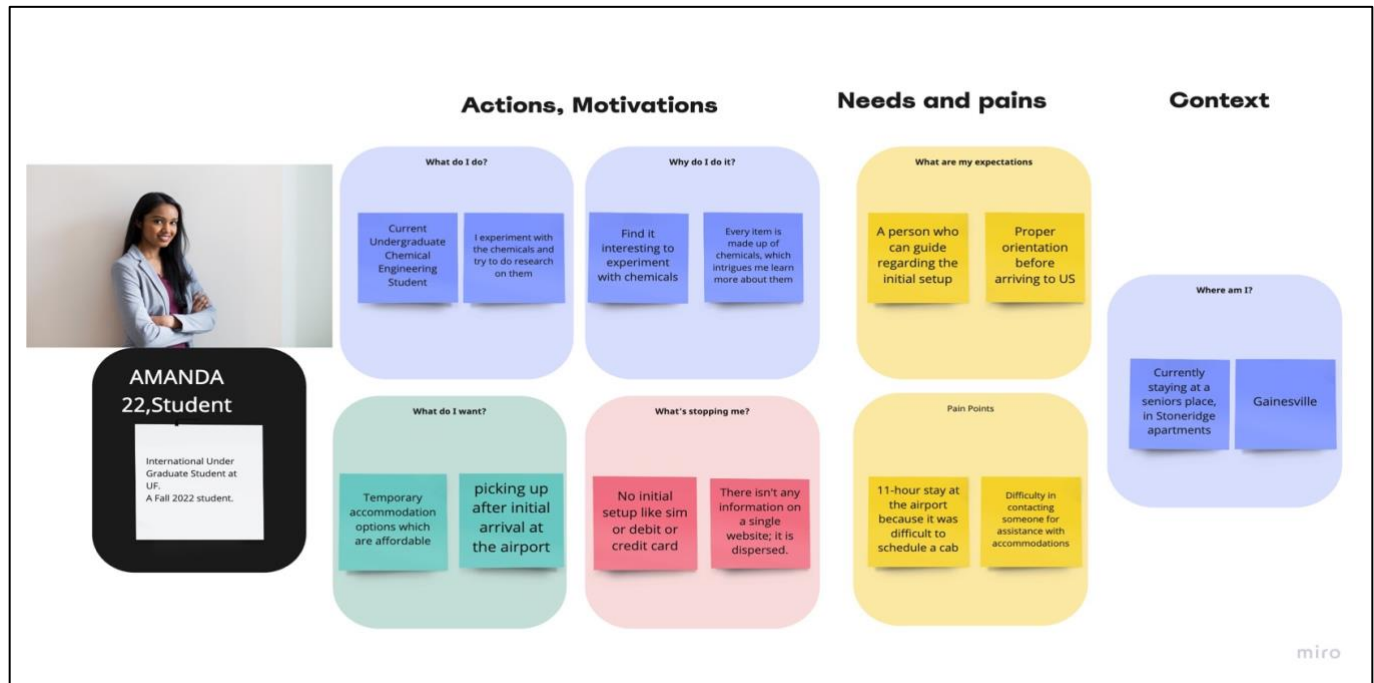 Actions, Motivations
Needs and pains
Context
AMANDA
22,Student
International Under
Graduate Student at
UF.
A Fall 2022 student.
What do I do?
Current
Undergraduate
Chemical
Engineering
Student
I experiment with
the chemicals and
try to do research
on them
Why do I do it?
Find it
interesting to
experiment
with chemicals
Every item is
made up of
chemicals, which
intrigues me learn
more about them
What do I want?
Temporary
accommodation
options which
are affordable
picking up
after initial
arrival at
the airport
What's stopping me?
No initial
setup like sim
or debit or
credit card
There isn't any
information on
a single
website; it is
dispersed.
What are my expectations
A person who
can guide
regarding the
initial setup
Proper
orientation
before
arriving to US
Pain Points
11-hour stay at
the airport
because it was
difficult to
schedule a cab
Difficulty in
contacting
someone for
assistance with
accommodations
Where am I?
Currently
staying at a
seniors place,
in Stoneridge
apartments
Gainesville
miro